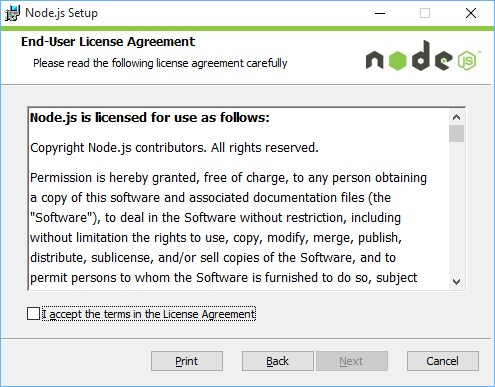 Node.js Setup
End-User License Agreement
Please read the following license agreement carefully
node JS
Node.js is licensed for use as follows:
Copyright Node.js contributors. All rights reserved.
Permission is hereby granted, free of charge, to any person obtaining
a copy of this software and associated documentation files (the
"Software"), to deal in the Software without restriction, including
without limitation the rights to use, copy, modify, merge, publish,
distribute, sublicense, and/or sell copies of the Software, and to
permit persons to whom the Software is furnished to do so, subject
I accept the terms in the License Agreement
Print Back Next Cancel